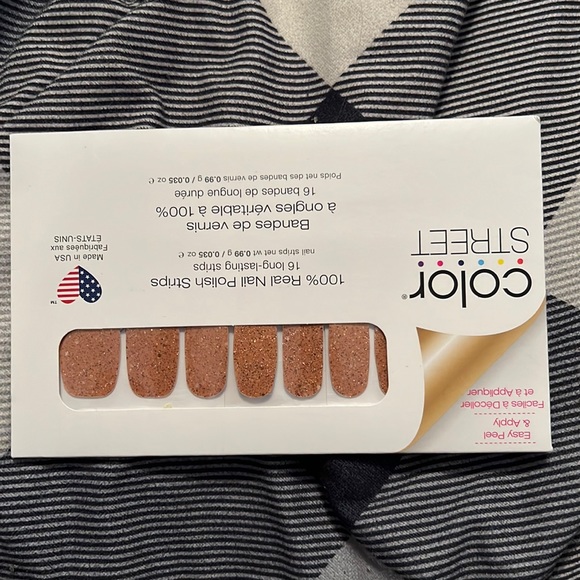 Easy Peel
& Apply
Faciles à Décoller
et à Appliquer
color®
STREET
100% Real Nail Polish Strips
16 long-lasting strips
nail strips net wt 0.99 g / 0.035 oz ℮
Bandes de vernis
à ongles véritable à 100%
16 bandes de longue durée
Poids net des bandes de vernis 0.99 g / 0.035 oz ℮
TM
Made in USA
Fabriquées aux
ÉTATS-UNIS